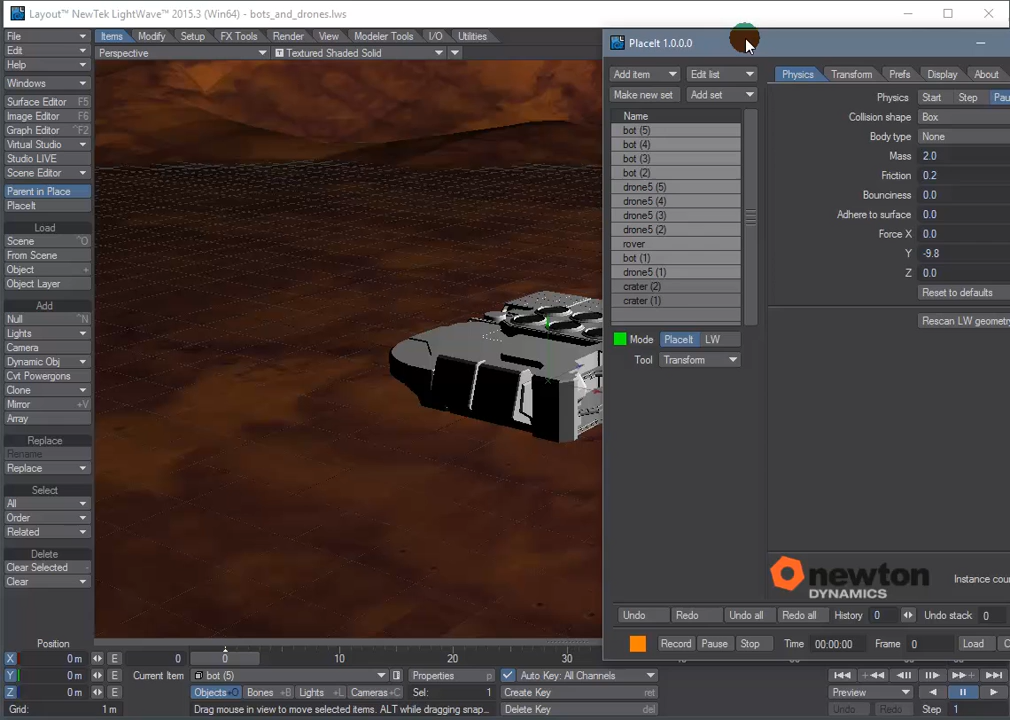 Layout™ NewTek LightWave™ 2015.3 (Win64) - bots_and_drones.lws
File
Edit
Help
Windows
Surface Editor F5
Image Editor F6
Graph Editor ^F2
Virtual Studio
Studio LIVE
Scene Editor
Parent in Place
PlaceIt
Load
Scene ^O
From Scene
Object +
Object Layer
Add
Null ^N
Lights
Camera
Dynamic Obj
Cvt Powergons
Clone
Mirror +V
Array
Replace
Rename
Replace
Select
All
Order
Related
Delete
Clear Selected -
Clear
Items Modify Setup FX Tools Render View Modeler Tools I/O Utilities
Perspective Textured Shaded Solid
PlaceIt 1.0.0.0
Add item Edit list
Make new set Add set
Name
bot (5)
bot (4)
bot (3)
bot (2)
drone5 (5)
drone5 (4)
drone5 (3)
drone5 (2)
rover
bot (1)
drone5 (1)
crater (2)
crater (1)
Mode PlaceIt LW
Tool Transform
Physics Transform Prefs Display About
Physics Start Step Pau
Collision shape Box
Body type None
Mass 2.0
Friction 0.2
Bounciness 0.0
Adhere to surface 0.0
Force X 0.0
Y -9.8
Z 0.0
Reset to defaults
Rescan LW geometry
newton
DYNAMICS
Instance cou
Undo Redo Undo all Redo all History 0 Undo stack 0
Record Pause Stop Time 00:00:00 Frame 0 Load
Position
X 0 m E 0 0 10 20 30
Y 0 m E Current Item bot (5) Properties p Auto Key: All Channels
Z 0 m E Objects +O Bones +B Lights +L Cameras +C Sel: 1 Create Key ret Preview
Grid: 1 m Drag mouse in view to move selected items. ALT while dragging snap... Delete Key del Undo Redo Step 1